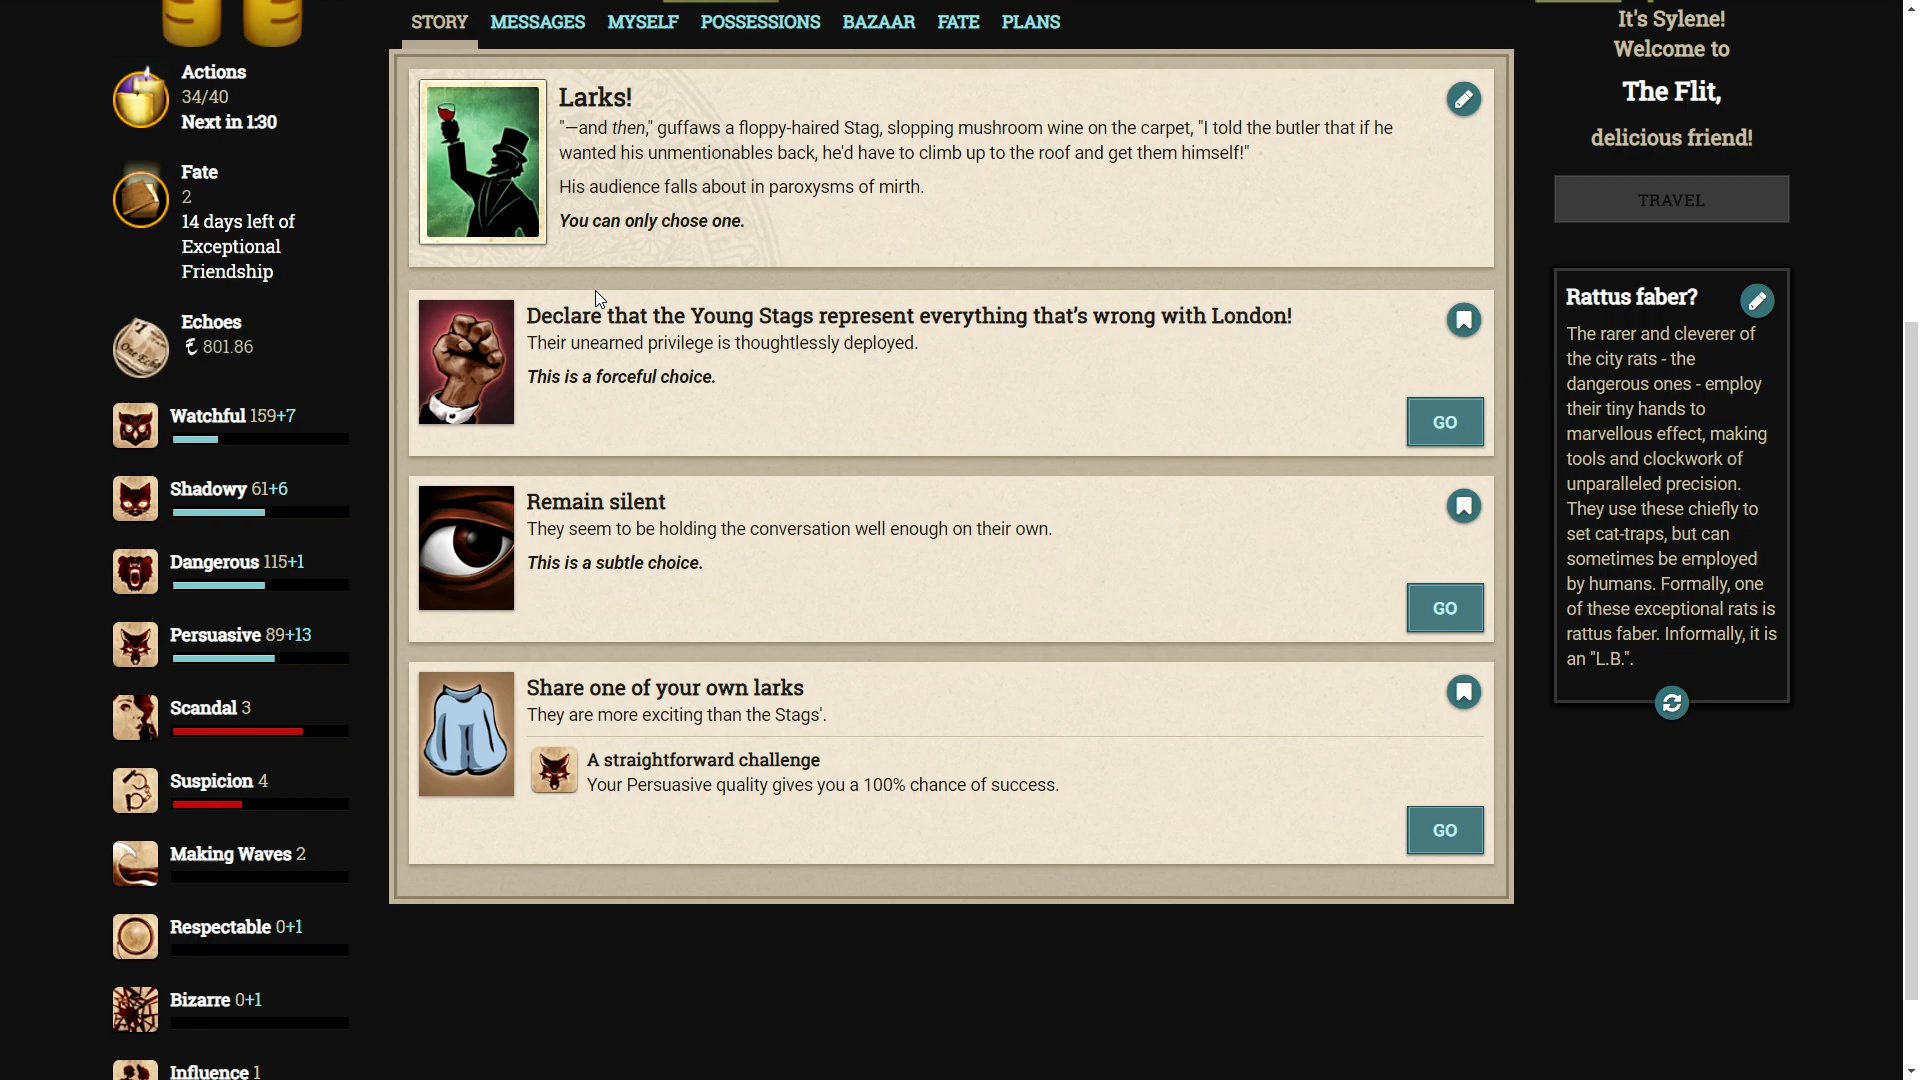 STORY
MESSAGES
MYSELF
POSSESSIONS
BAZAAR
FATE
PLANS
Actions
34/40
Next in 1:30
Fate
2
14 days left of
Exceptional
Friendship
Echoes
801.86
Watchful 159+7
Shadowy 61+6
Dangerous 115+1
Persuasive 89+13
Scandal 3
Suspicion 4
Making Waves 2
Respectable 0+1
Bizarre 0+1
Influence 1
Larks!
"—and then," guffaws a floppy-haired Stag, slopping mushroom wine on the carpet, "I told the butler that if he
wanted his unmentionables back, he'd have to climb up to the roof and get them himself!"
His audience falls about in paroxysms of mirth.
You can only chose one.
Declare that the Young Stags represent everything that's wrong with London!
Their unearned privilege is thoughtlessly deployed.
This is a forceful choice.
GO
Remain silent
They seem to be holding the conversation well enough on their own.
This is a subtle choice.
GO
Share one of your own larks
They are more exciting than the Stags'.
A straightforward challenge
Your Persuasive quality gives you a 100% chance of success.
GO
It's Sylene!
Welcome to
The Flit,
delicious friend!
TRAVEL
Rattus faber?
The rarer and cleverer of
the city rats - the
dangerous ones - employ
their tiny hands to
marvellous effect, making
tools and clockwork of
unparalleled precision.
They use these chiefly to
set cat-traps, but can
sometimes be employed
by humans. Formally, one
of these exceptional rats is
rattus faber. Informally, it is
an "L.B.".